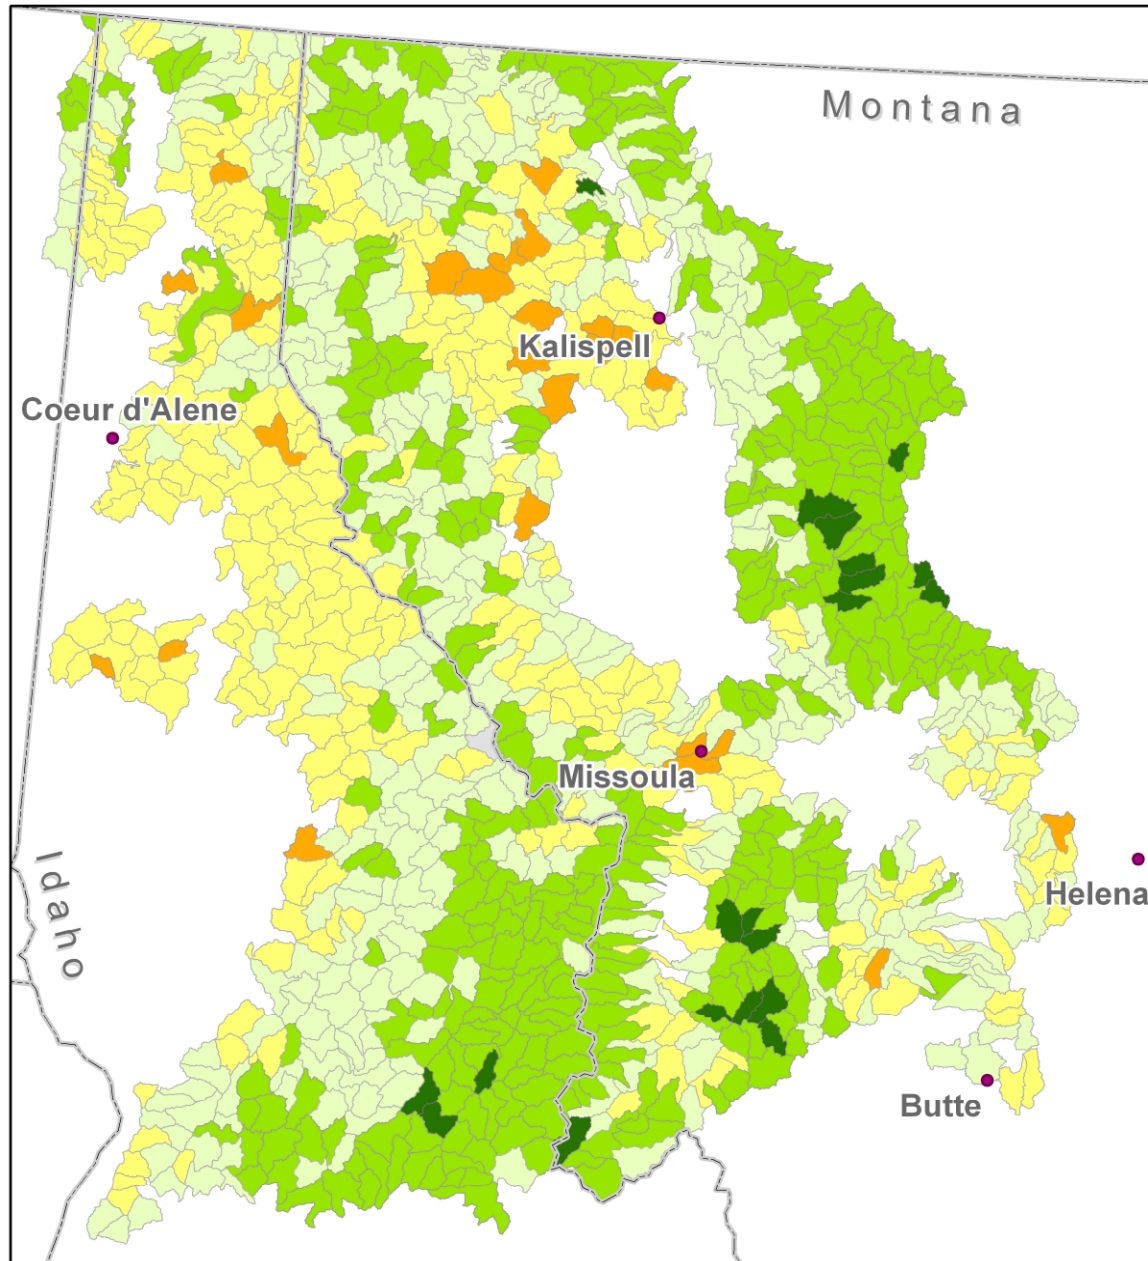 Montana
Kalispell
Coeur d'Alene
Missoula
Idaho
Helena
Butte